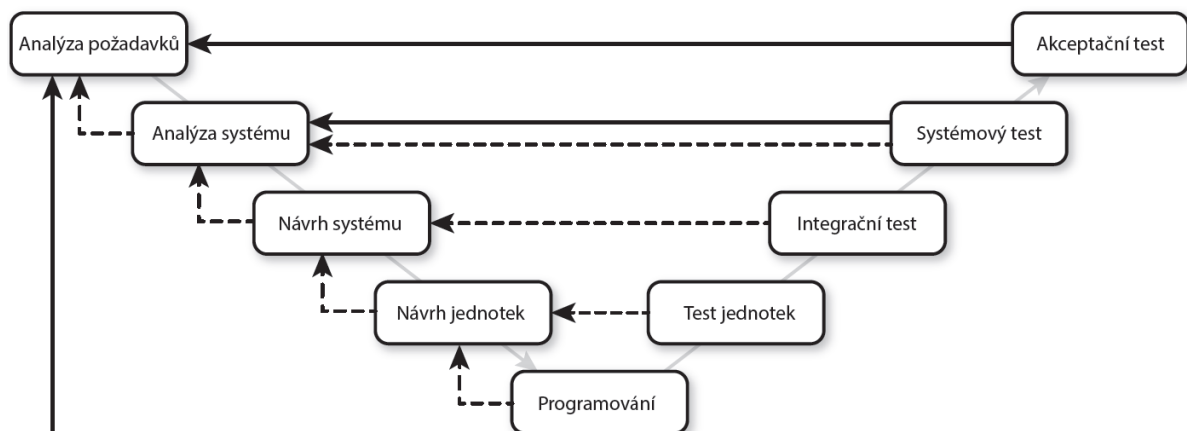 Analýza požadavků
Akceptační test
Analýza systému
Systémový test
Návrh systému
Integrační test
Návrh jednotek
Test jednotek
Programování